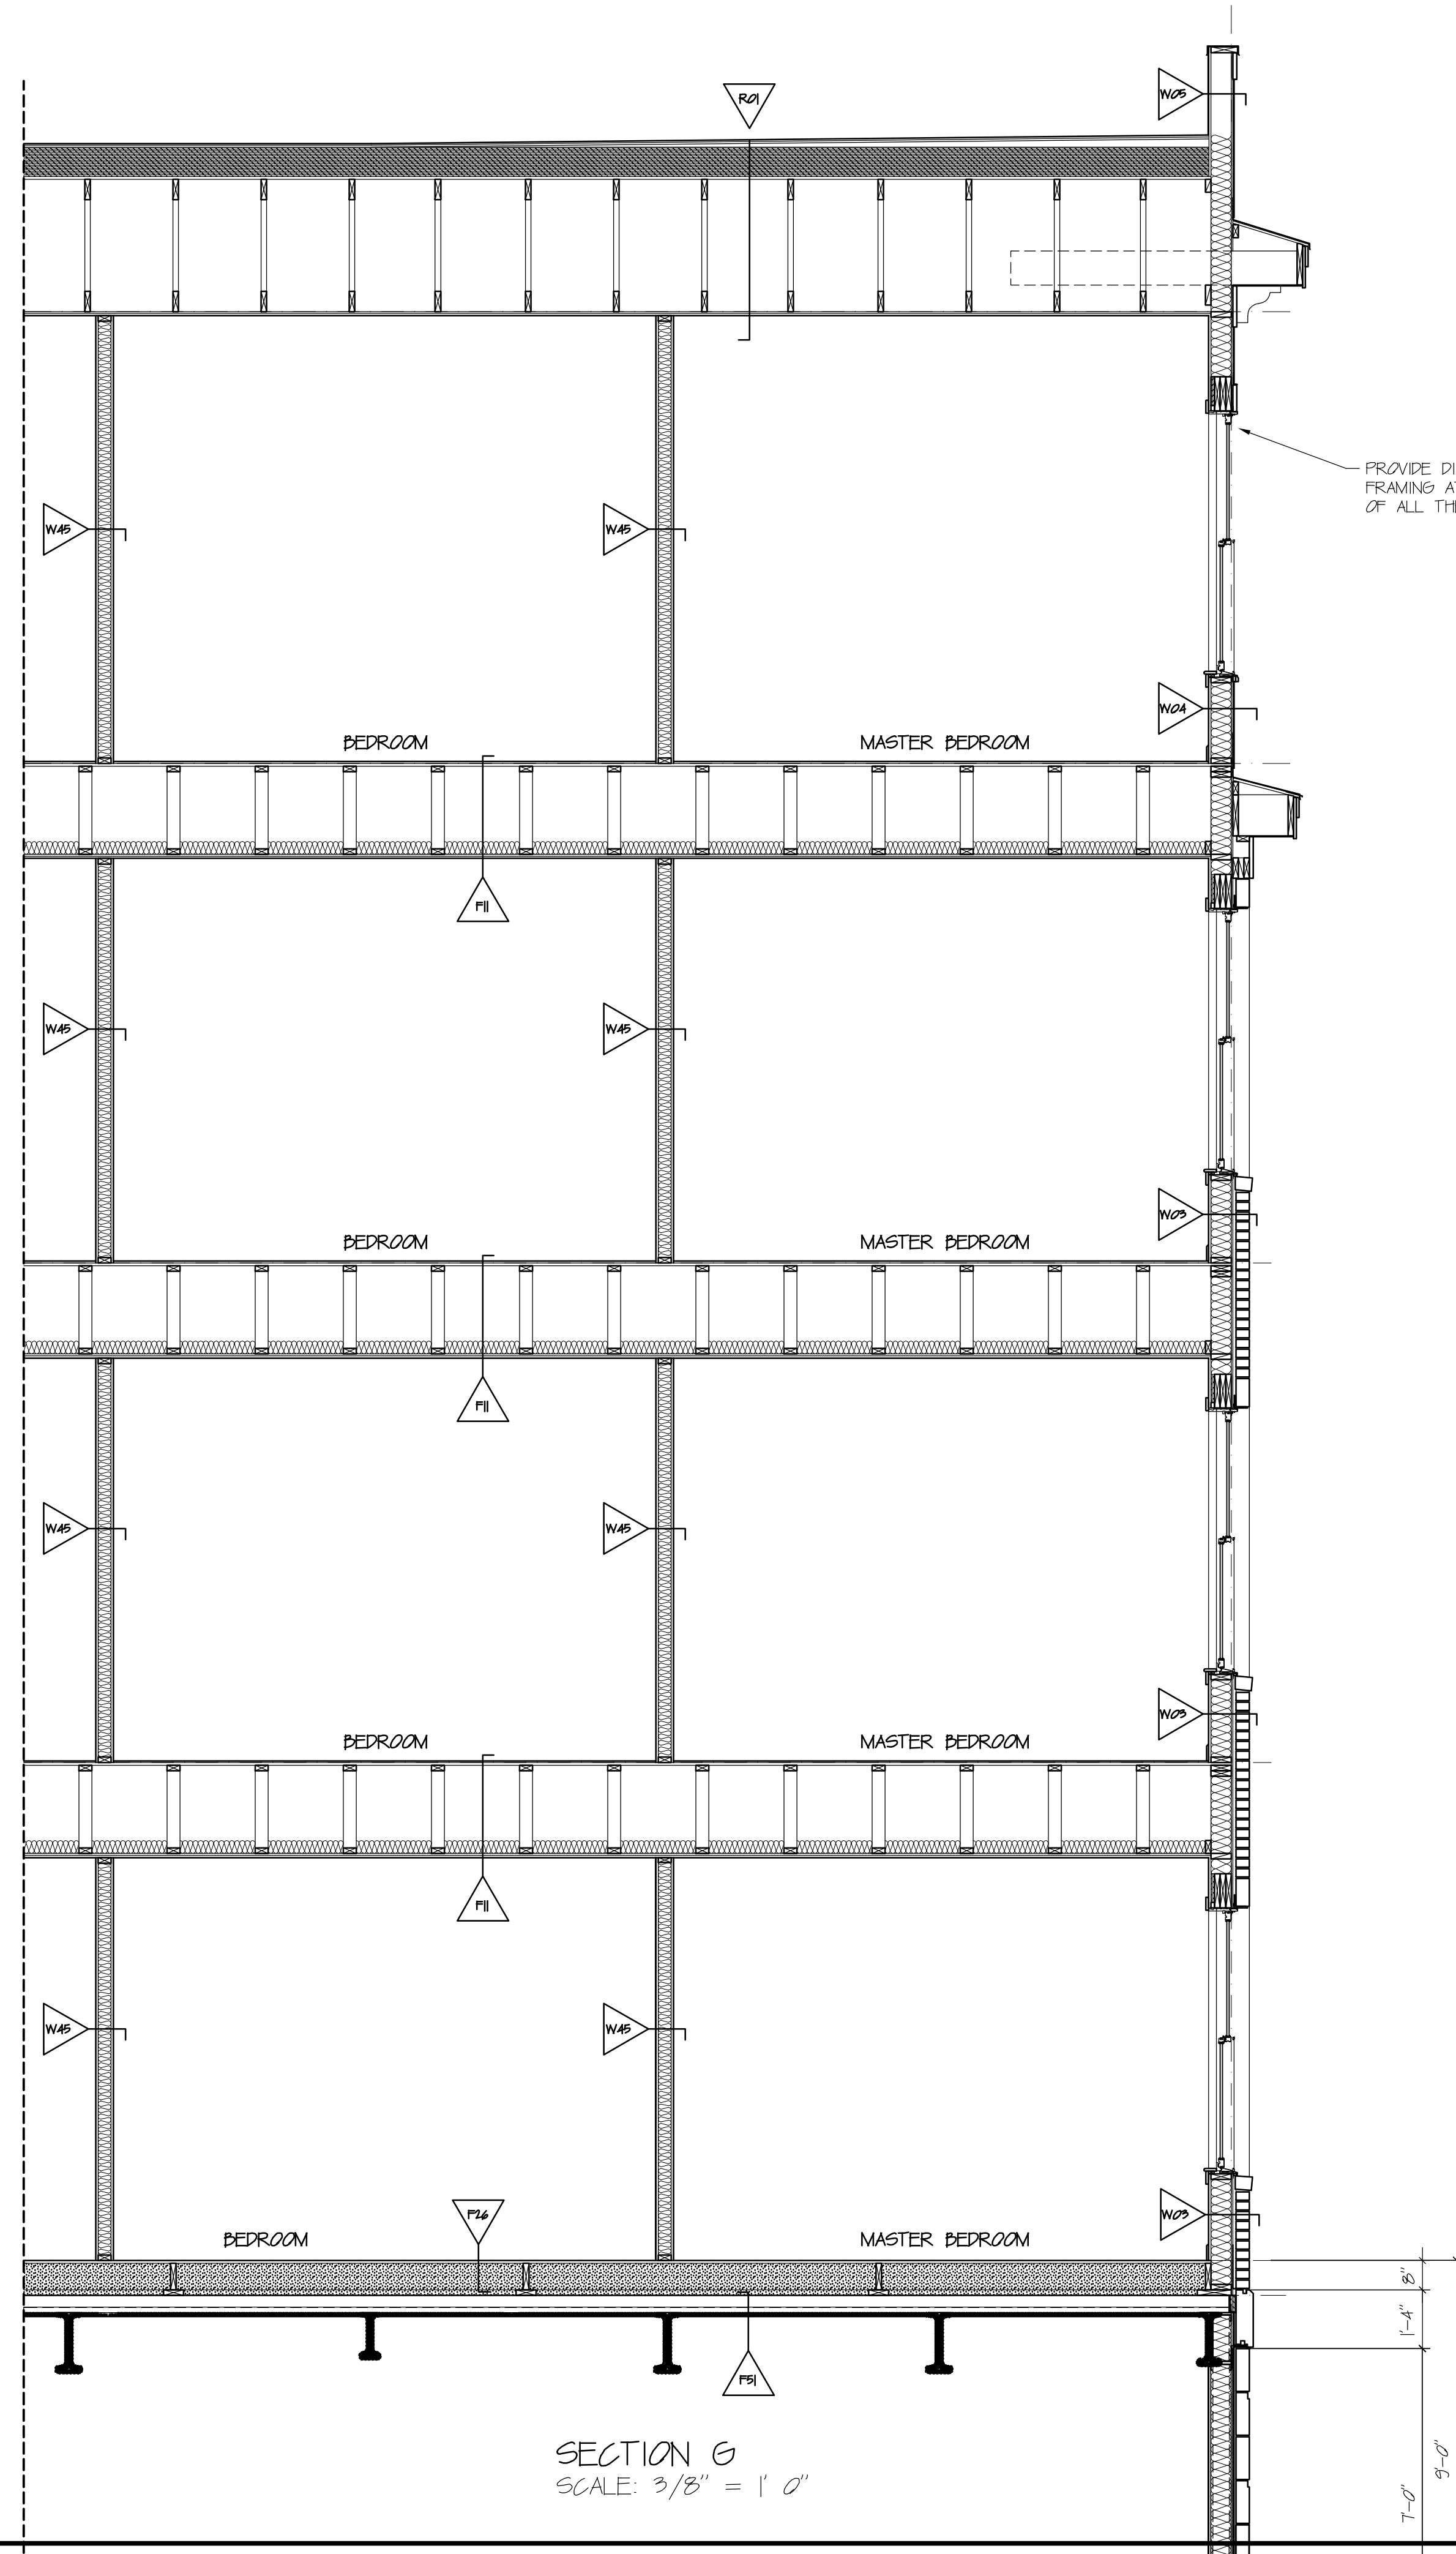 R01
W05
PROVIDE
FRAMING
OF ALL
W45
W45
W04
BEDROOM
MASTER BEDROOM
F11
W45
W45
W03
BEDROOM
MASTER BEDROOM
F11
W45
W45
W03
BEDROOM
MASTER BEDROOM
F11
W45
W45
W03
F26
BEDROOM
MASTER BEDROOM
8"
1'-4"
F51
SECTION G
SCALE: 3/8" = 1' 0"
9'-0"
7'-0"